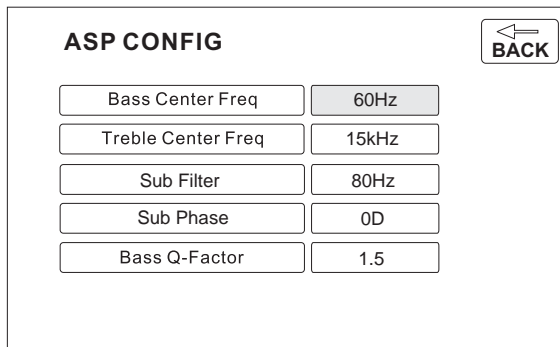 ASP CONFIG
BACK
Bass Center Freq 60Hz
Treble Center Freq 15kHz
Sub Filter 80Hz
Sub Phase 0D
Bass Q-Factor 1.5